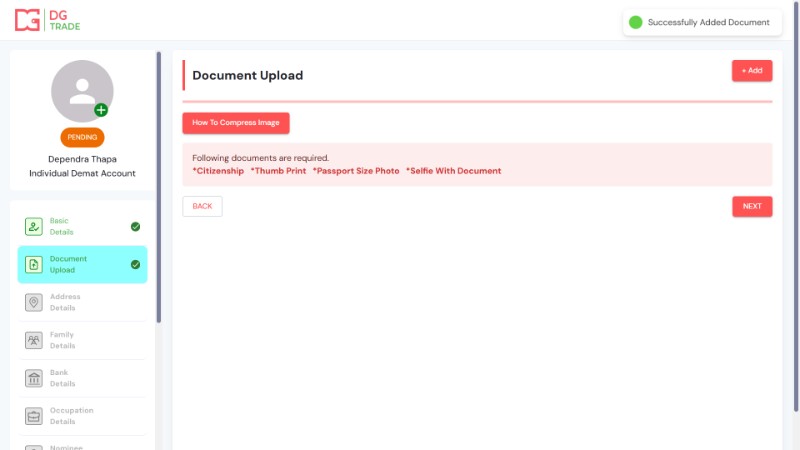 DG
TRADE
Successfully Added Document
PENDING
Dependra Thapa
Individual Demat Account
Basic
Details
Document
Upload
Address
Details
Family
Details
Bank
Details
Occupation
Details
Nominee
Document Upload
+ Add
How To Compress Image
Following documents are required.
*Citizenship *Thumb Print *Passport Size Photo *Selfie With Document
BACK
NEXT